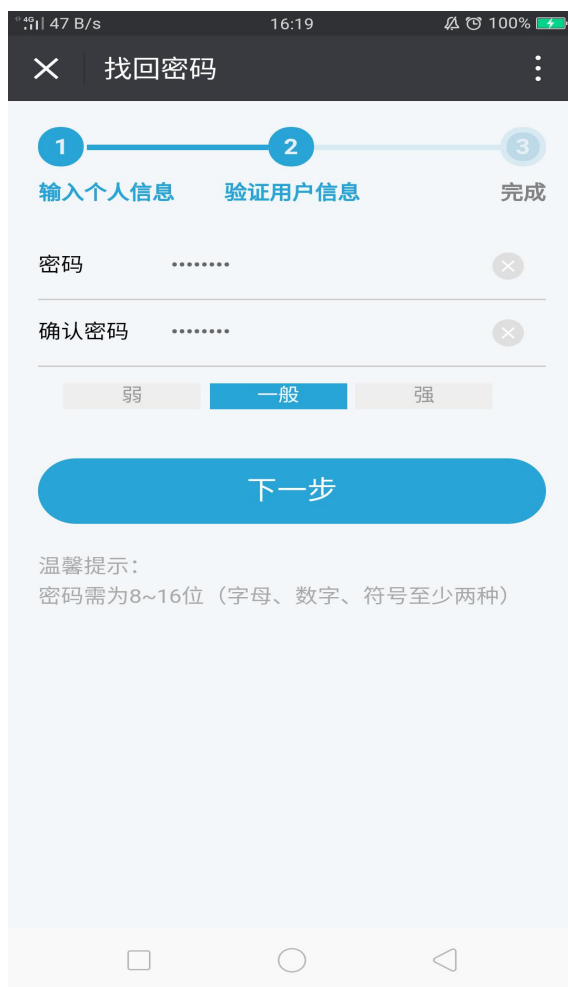 4G 47 B/s 16:19 100%
找回密码
1 2 3
输入个人信息 验证用户信息 完成
密码 ••••••••
确认密码 ••••••••
弱 一般 强
下一步
温馨提示：
密码需为8~16位（字母、数字、符号至少两种）